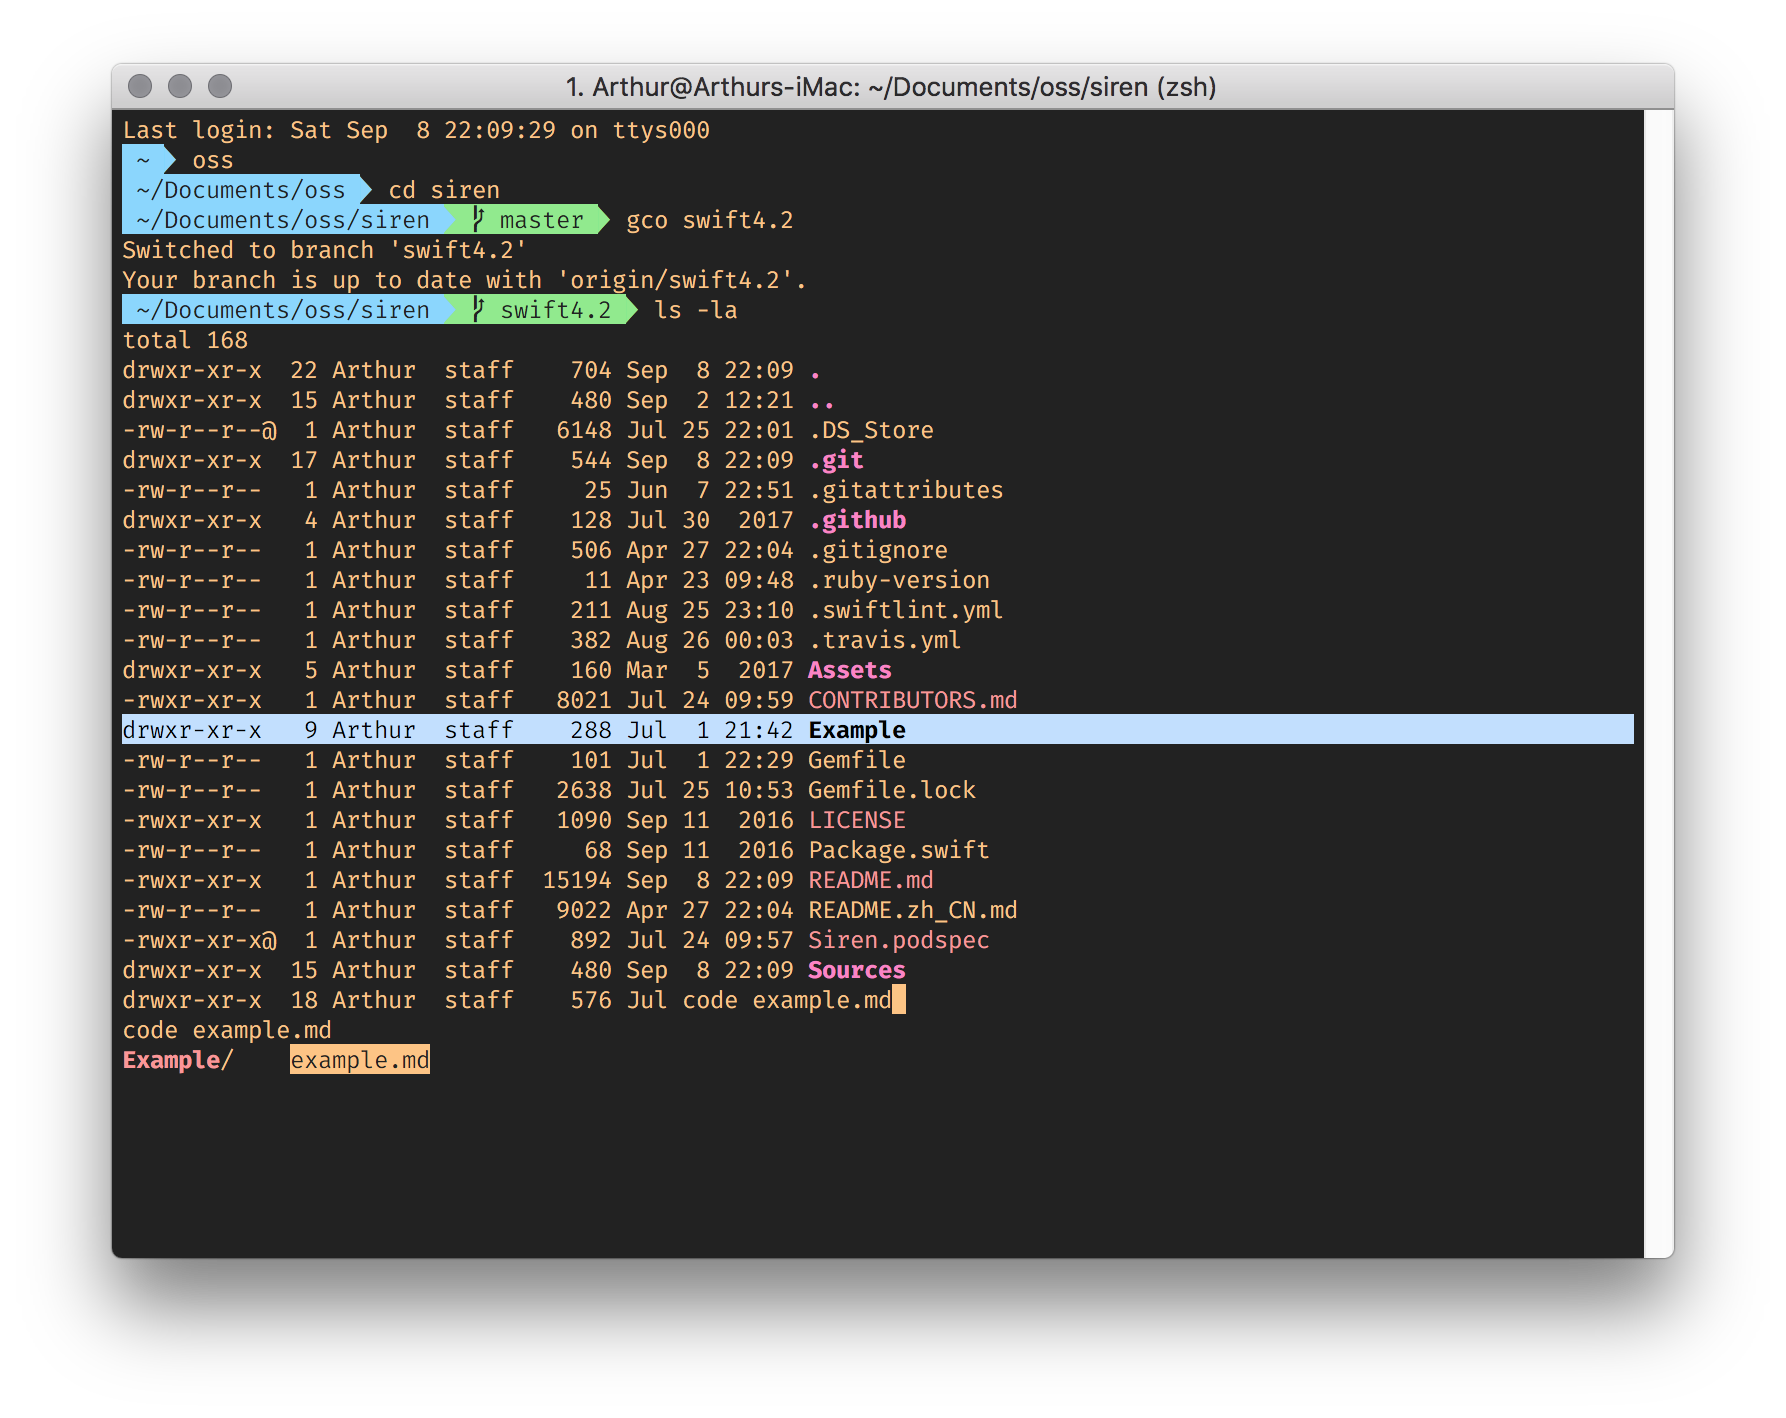 1. Arthur@Arthurs-iMac: ~/Documents/oss/siren (zsh)
Last login: Sat Sep  8 22:09:29 on ttys000
~ oss
~/Documents/oss cd siren
~/Documents/oss/siren master gco swift4.2
Switched to branch 'swift4.2'
Your branch is up to date with 'origin/swift4.2'.
~/Documents/oss/siren swift4.2 ls -la
total 168
drwxr-xr-x  22 Arthur  staff    704 Sep  8 22:09 .
drwxr-xr-x  15 Arthur  staff    480 Sep  2 12:21 ..
-rw-r--r--@  1 Arthur  staff   6148 Jul 25 22:01 .DS_Store
drwxr-xr-x  17 Arthur  staff    544 Sep  8 22:09 .git
-rw-r--r--   1 Arthur  staff     25 Jun  7 22:51 .gitattributes
drwxr-xr-x   4 Arthur  staff    128 Jul 30  2017 .github
-rw-r--r--   1 Arthur  staff    506 Apr 27 22:04 .gitignore
-rw-r--r--   1 Arthur  staff     11 Apr 23 09:48 .ruby-version
-rw-r--r--   1 Arthur  staff    211 Aug 25 23:10 .swiftlint.yml
-rw-r--r--   1 Arthur  staff    382 Aug 26 00:03 .travis.yml
drwxr-xr-x   5 Arthur  staff    160 Mar  5  2017 Assets
-rwxr-xr-x   1 Arthur  staff   8021 Jul 24 09:59 CONTRIBUTORS.md
drwxr-xr-x   9 Arthur  staff    288 Jul  1 21:42 Example
-rw-r--r--   1 Arthur  staff    101 Jul  1 22:29 Gemfile
-rw-r--r--   1 Arthur  staff   2638 Jul 25 10:53 Gemfile.lock
-rwxr-xr-x   1 Arthur  staff   1090 Sep 11  2016 LICENSE
-rw-r--r--   1 Arthur  staff     68 Sep 11  2016 Package.swift
-rwxr-xr-x   1 Arthur  staff  15194 Sep  8 22:09 README.md
-rw-r--r--   1 Arthur  staff   9022 Apr 27 22:04 README.zh_CN.md
-rwxr-xr-x@  1 Arthur  staff    892 Jul 24 09:57 Siren.podspec
drwxr-xr-x  15 Arthur  staff    480 Sep  8 22:09 Sources
drwxr-xr-x  18 Arthur  staff    576 Jul code example.md
code example.md
Example/    example.md